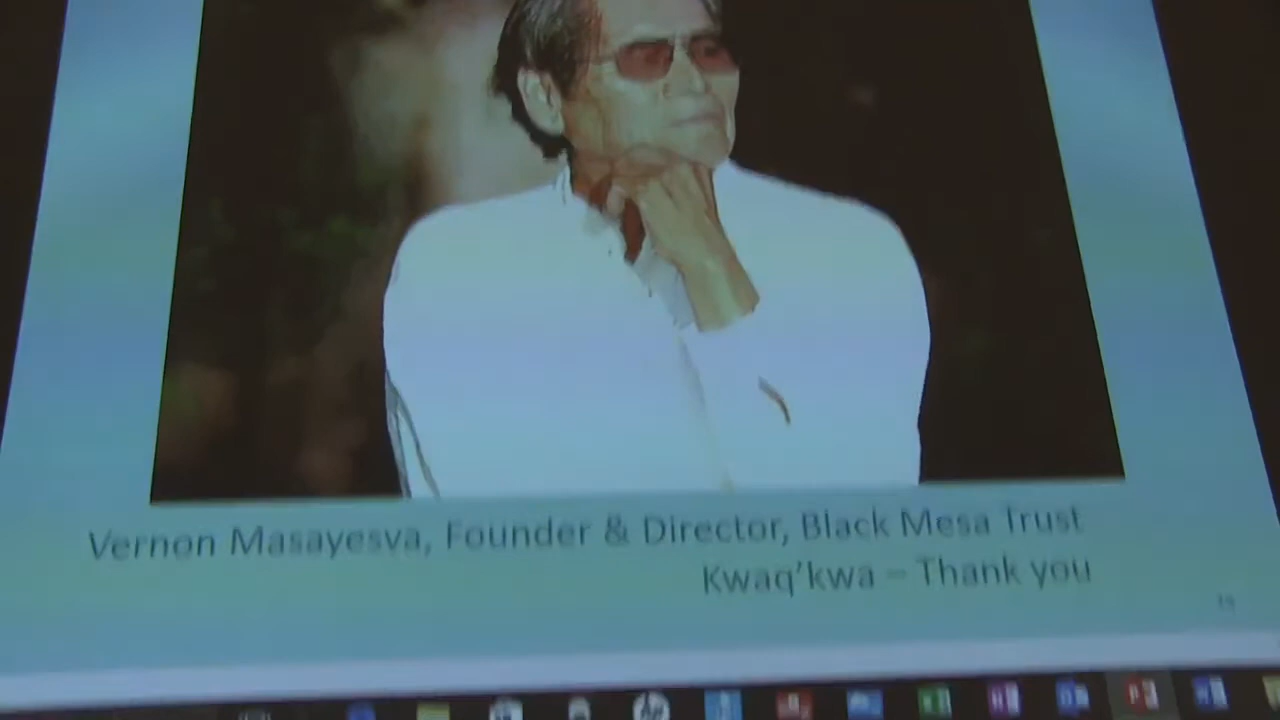 Vernon Masayesva, Founder & Director, Black Mesa Trust
Kwaq'kwa – Thank you